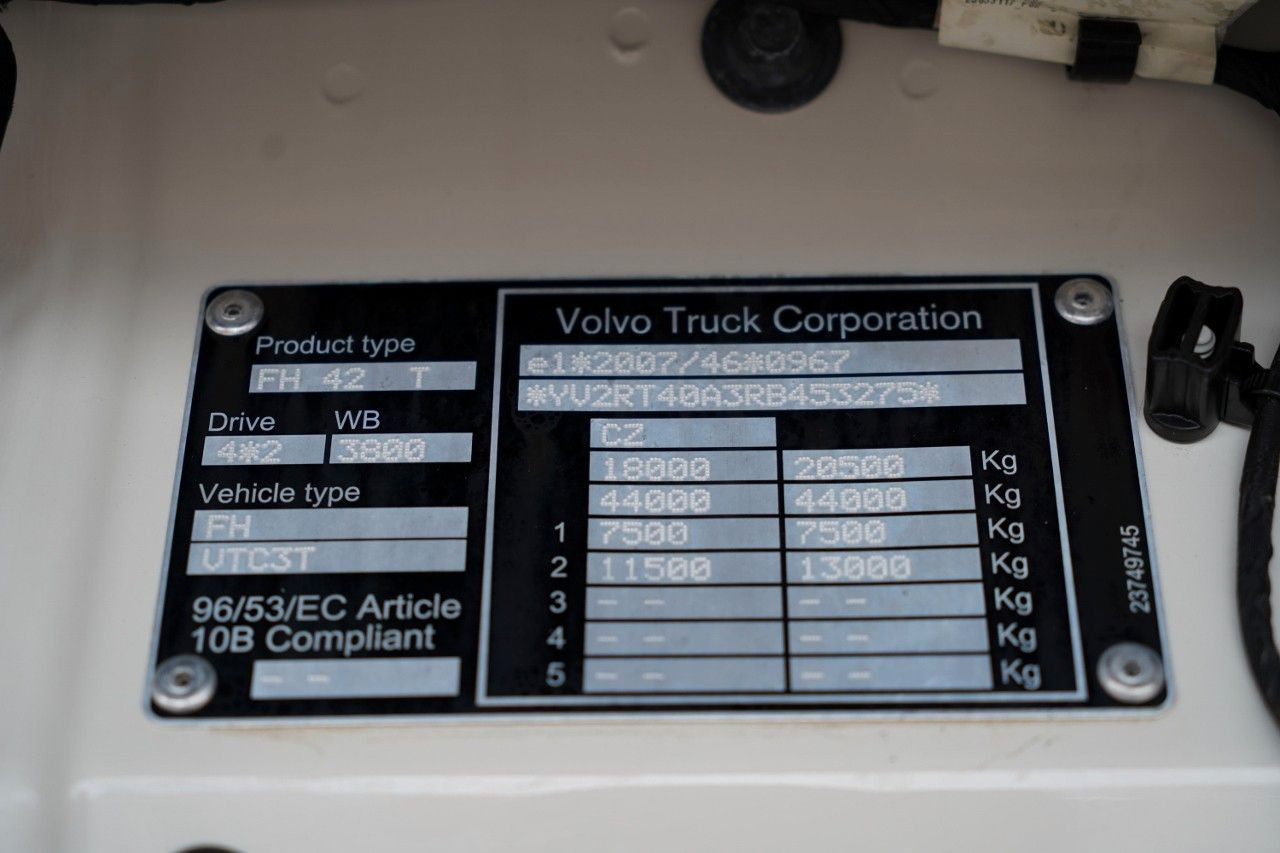 Product type
FH 42 T
Drive WB
4*2 3800
Vehicle type
FH
VTC3T
96/53/EC Article
10B Compliant
-- --
Volvo Truck Corporation
e1*2007/46*0967
*YV2RT40A3RB453275*
CZ
18000 20500 Kg
44000 44000 Kg
1 7500 7500 Kg
2 11500 13000 Kg
3 -- -- -- -- Kg
4 -- -- -- -- Kg
5 -- -- -- -- Kg
23749745